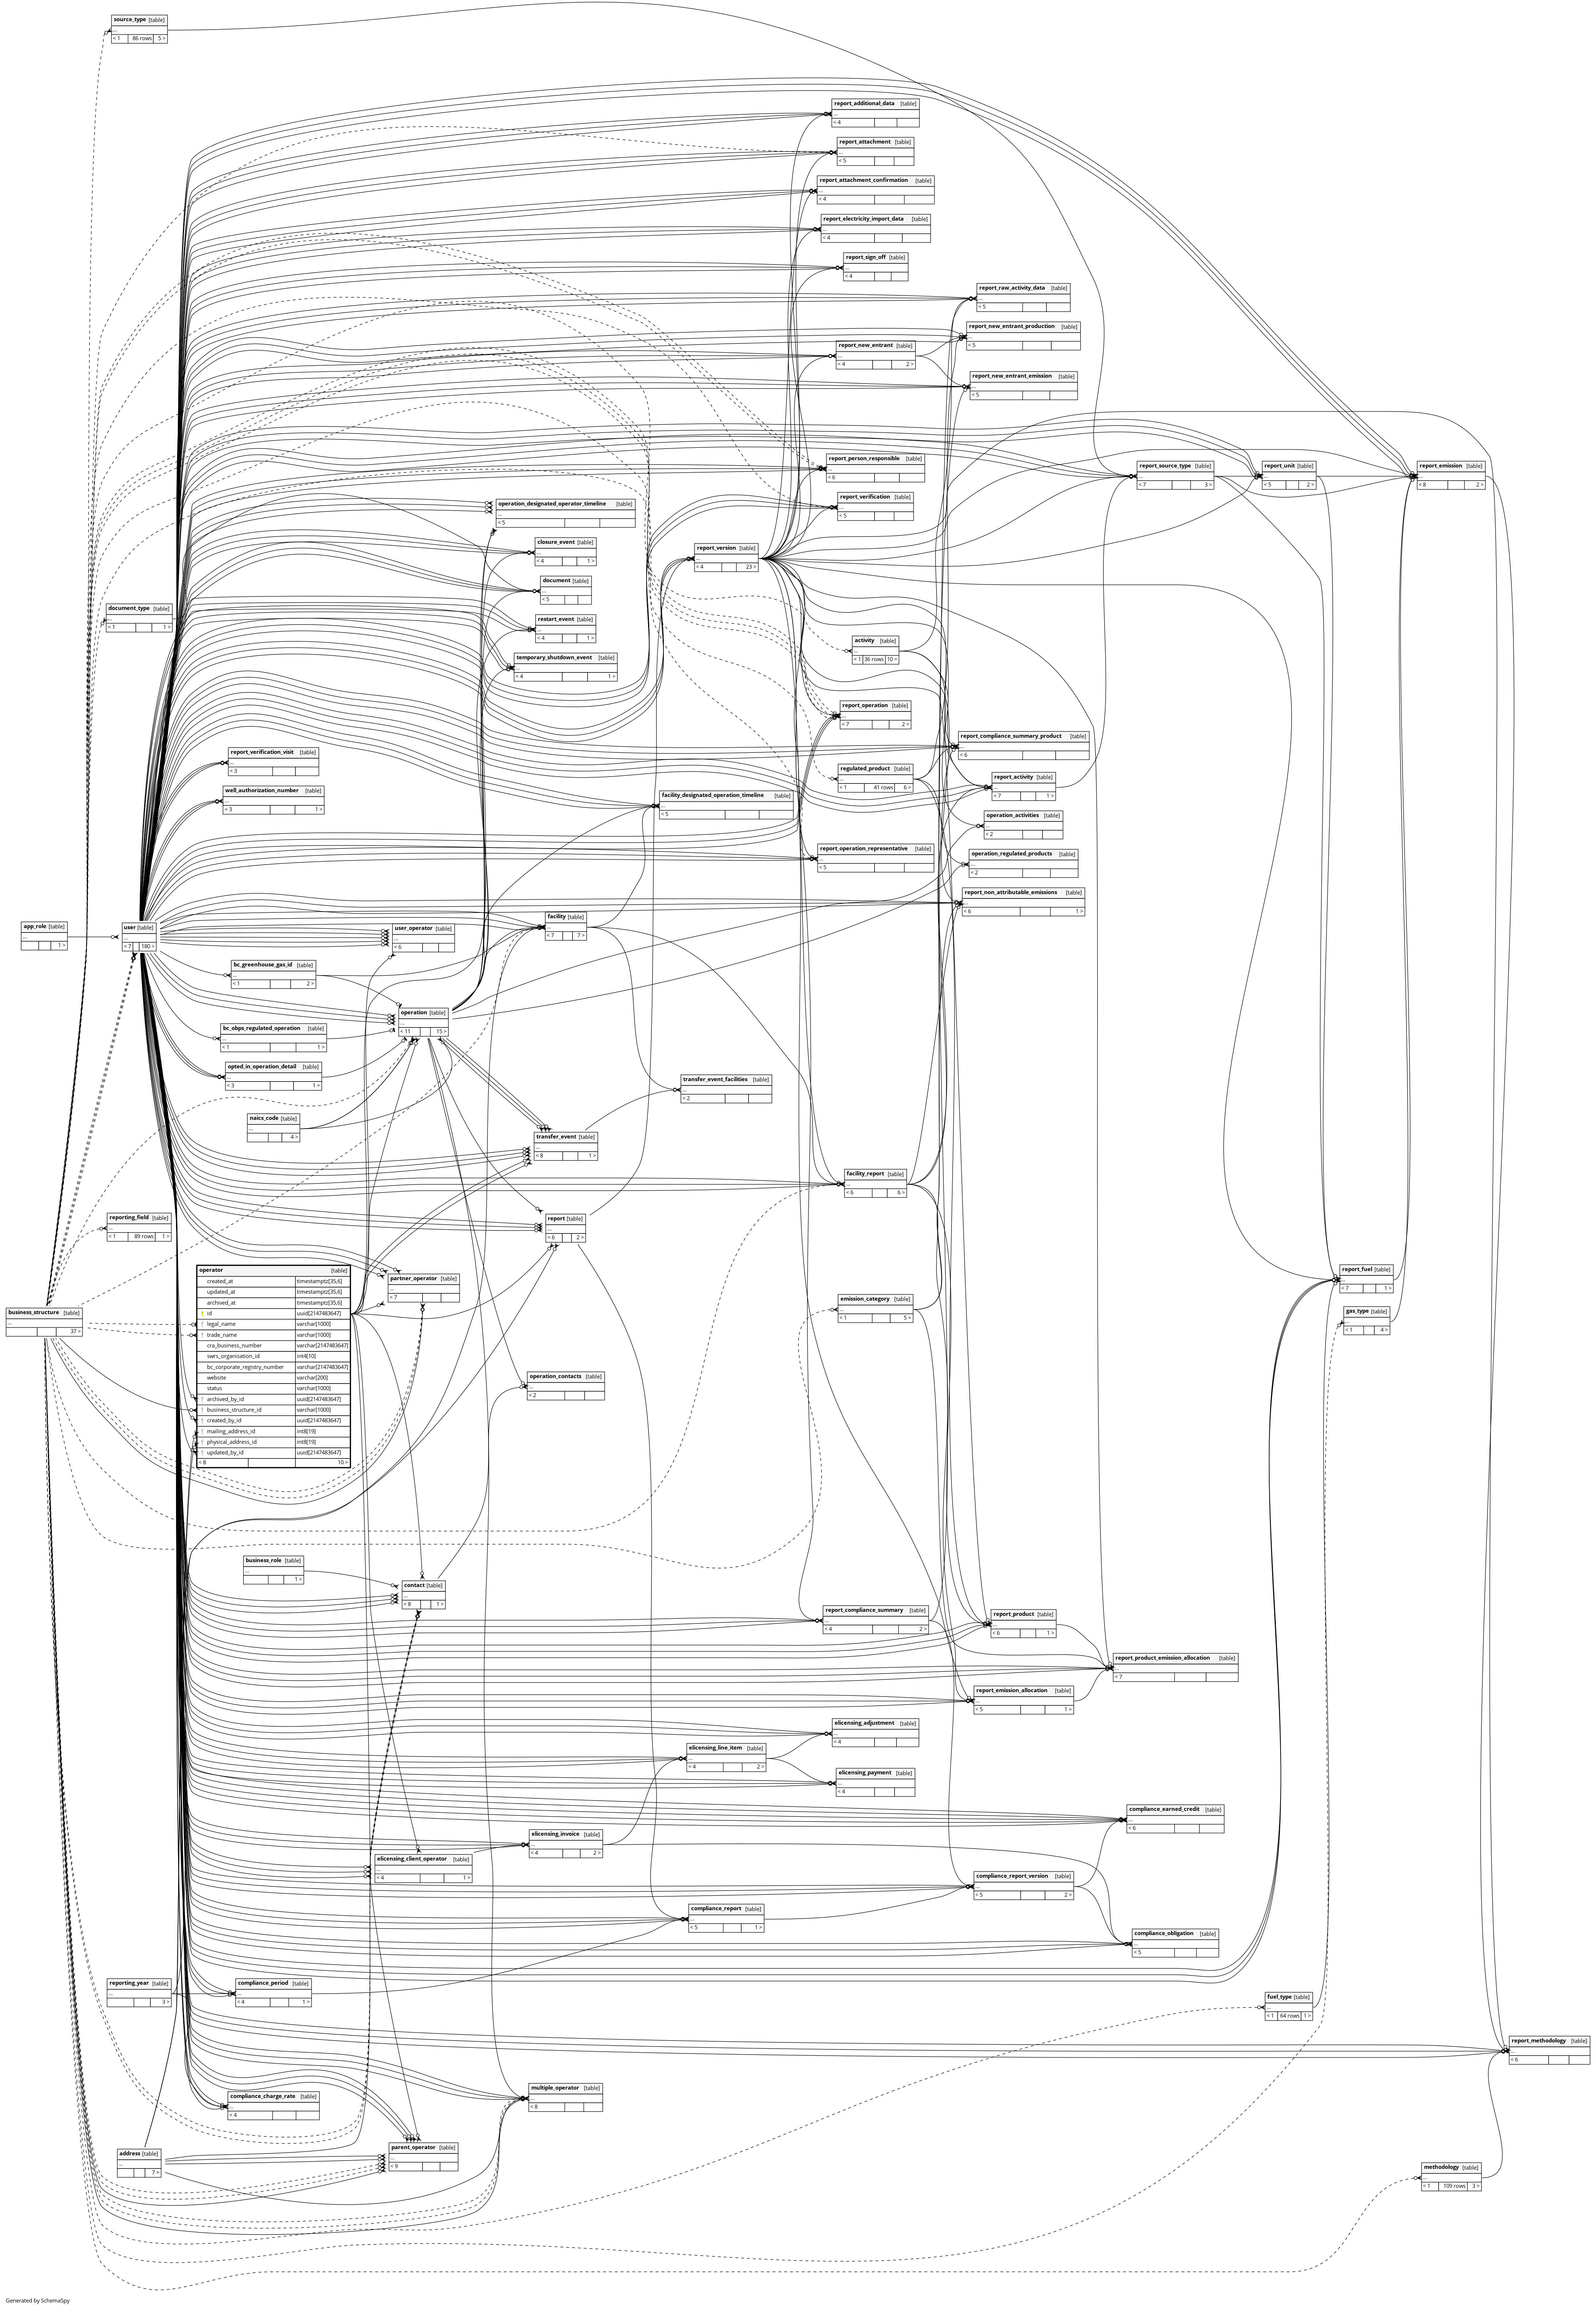 source_type [table]
...
< 1 86 rows 5 >
report_additional_data [table]
...
< 4
report_attachment [table]
...
< 5
report_attachment_confirmation [table]
...
< 4
report_electricity_import_data [table]
...
< 4
report_sign_off [table]
...
< 4
report_raw_activity_data [table]
...
< 5
report_new_entrant_production [table]
...
< 5
report_new_entrant [table]
...
< 4 2 >
report_new_entrant_emission [table]
...
< 5
report_person_responsible [table]
...
< 6
report_source_type [table]
...
< 7 3 >
report_unit [table]
...
< 5 2 >
report_emission [table]
...
< 8 2 >
report_verification [table]
...
< 5
operation_designated_operator_timeline [table]
...
< 5
closure_event [table]
...
< 4 1 >
report_version [table]
...
< 4 23 >
document [table]
...
< 5
document_type [table]
...
< 1 1 >
restart_event [table]
...
< 4 1 >
activity [table]
...
< 1 36 rows 10 >
temporary_shutdown_event [table]
...
< 4 1 >
report_operation [table]
...
< 7 2 >
report_compliance_summary_product [table]
...
< 6
report_verification_visit [table]
...
< 3
regulated_product [table]
...
< 1 41 rows 6 >
report_activity [table]
...
< 7 1 >
well_authorization_number [table]
...
< 3 1 >
facility_designated_operation_timeline [table]
...
< 5
operation_activities [table]
...
< 2
report_operation_representative [table]
...
< 5
operation_regulated_products [table]
...
< 2
report_non_attributable_emissions [table]
...
< 6 1 >
app_role [table]
...
1 >
user [table]
...
< 7 180 >
user_operator [table]
...
< 6
facility [table]
...
< 7 7 >
bc_greenhouse_gas_id [table]
...
< 1 2 >
operation [table]
...
< 11 15 >
bc_obps_regulated_operation [table]
...
< 1 1 >
opted_in_operation_detail [table]
...
< 3 1 >
transfer_event_facilities [table]
...
< 2
naics_code [table]
...
4 >
transfer_event [table]
...
< 8 1 >
facility_report [table]
...
< 6 6 >
reporting_field [table]
...
< 1 89 rows 1 >
report [table]
...
< 6 2 >
operator [table]
created_at timestamptz[35,6]
updated_at timestamptz[35,6]
archived_at timestamptz[35,6]
id uuid[2147483647]
legal_name varchar[1000]
trade_name varchar[1000]
cra_business_number varchar[2147483647]
swrs_organisation_id int4[10]
bc_corporate_registry_number varchar[2147483647]
website varchar[200]
status varchar[1000]
archived_by_id uuid[2147483647]
business_structure_id varchar[1000]
created_by_id uuid[2147483647]
mailing_address_id int8[19]
physical_address_id int8[19]
updated_by_id uuid[2147483647]
< 8 10 >
partner_operator [table]
...
< 7
report_fuel [table]
...
< 7 1 >
business_structure [table]
...
37 >
emission_category [table]
...
< 1 5 >
gas_type [table]
...
< 1 4 >
operation_contacts [table]
...
< 2
business_role [table]
...
1 >
contact [table]
...
< 8 1 >
report_compliance_summary [table]
...
< 4 2 >
report_product [table]
...
< 6 1 >
report_product_emission_allocation [table]
...
< 7
report_emission_allocation [table]
...
< 5 1 >
elicensing_adjustment [table]
...
< 4
elicensing_line_item [table]
...
< 4 2 >
elicensing_payment [table]
...
< 4
compliance_earned_credit [table]
...
< 6
elicensing_invoice [table]
...
< 4 2 >
elicensing_client_operator [table]
...
< 4 1 >
compliance_report_version [table]
...
< 5 2 >
compliance_report [table]
...
< 5 1 >
compliance_obligation [table]
...
< 5
reporting_year [table]
...
3 >
compliance_period [table]
...
< 4 1 >
fuel_type [table]
...
< 1 64 rows 1 >
report_methodology [table]
...
< 6
compliance_charge_rate [table]
...
< 4
multiple_operator [table]
...
< 8
address [table]
...
7 >
parent_operator [table]
...
< 9
methodology [table]
...
< 1 109 rows 3 >
Generated by SchemaSpy